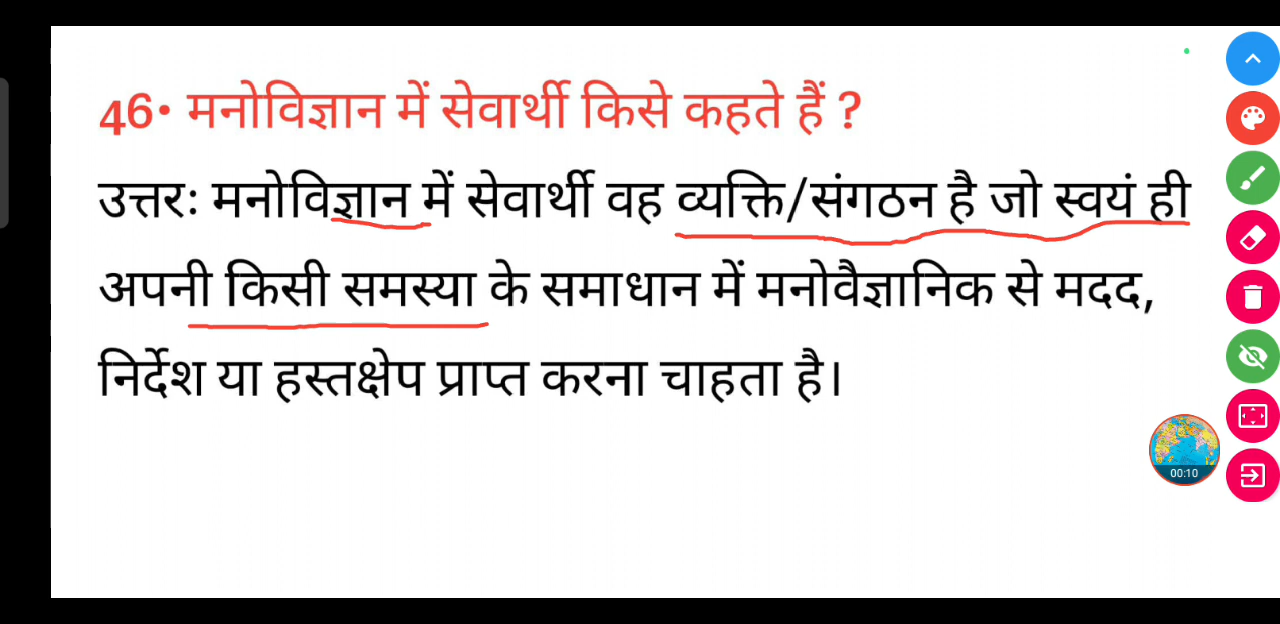 46• मनोविज्ञान में सेवार्थी किसे कहते हैं ?
उत्तरः मनोविज्ञान में सेवार्थी वह व्यक्ति/संगठन है जो स्वयं ही
अपनी किसी समस्या के समाधान में मनोवैज्ञानिक से मदद,
निर्देश या हस्तक्षेप प्राप्त करना चाहता है।
00:10